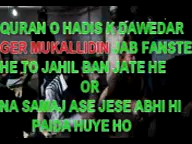 QURAN O HADIS K DAWEDAR
GER MUKALLIDIN JAB FANSTE
HE TO JAHIL BAN JATE HE
OR
NA SAMAJ ASE JESE ABHI HI
PAIDA HUYE HO